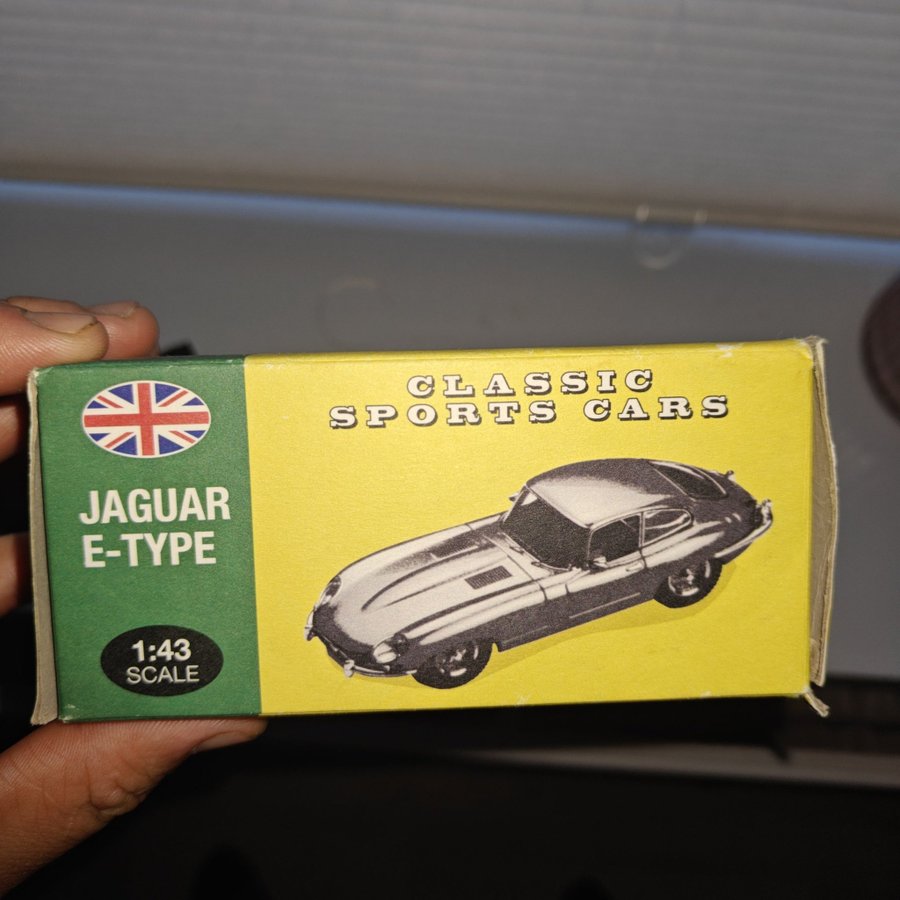 JAGUAR
E-TYPE
1:43
SCALE
CLASSIC
SPORTS CARS